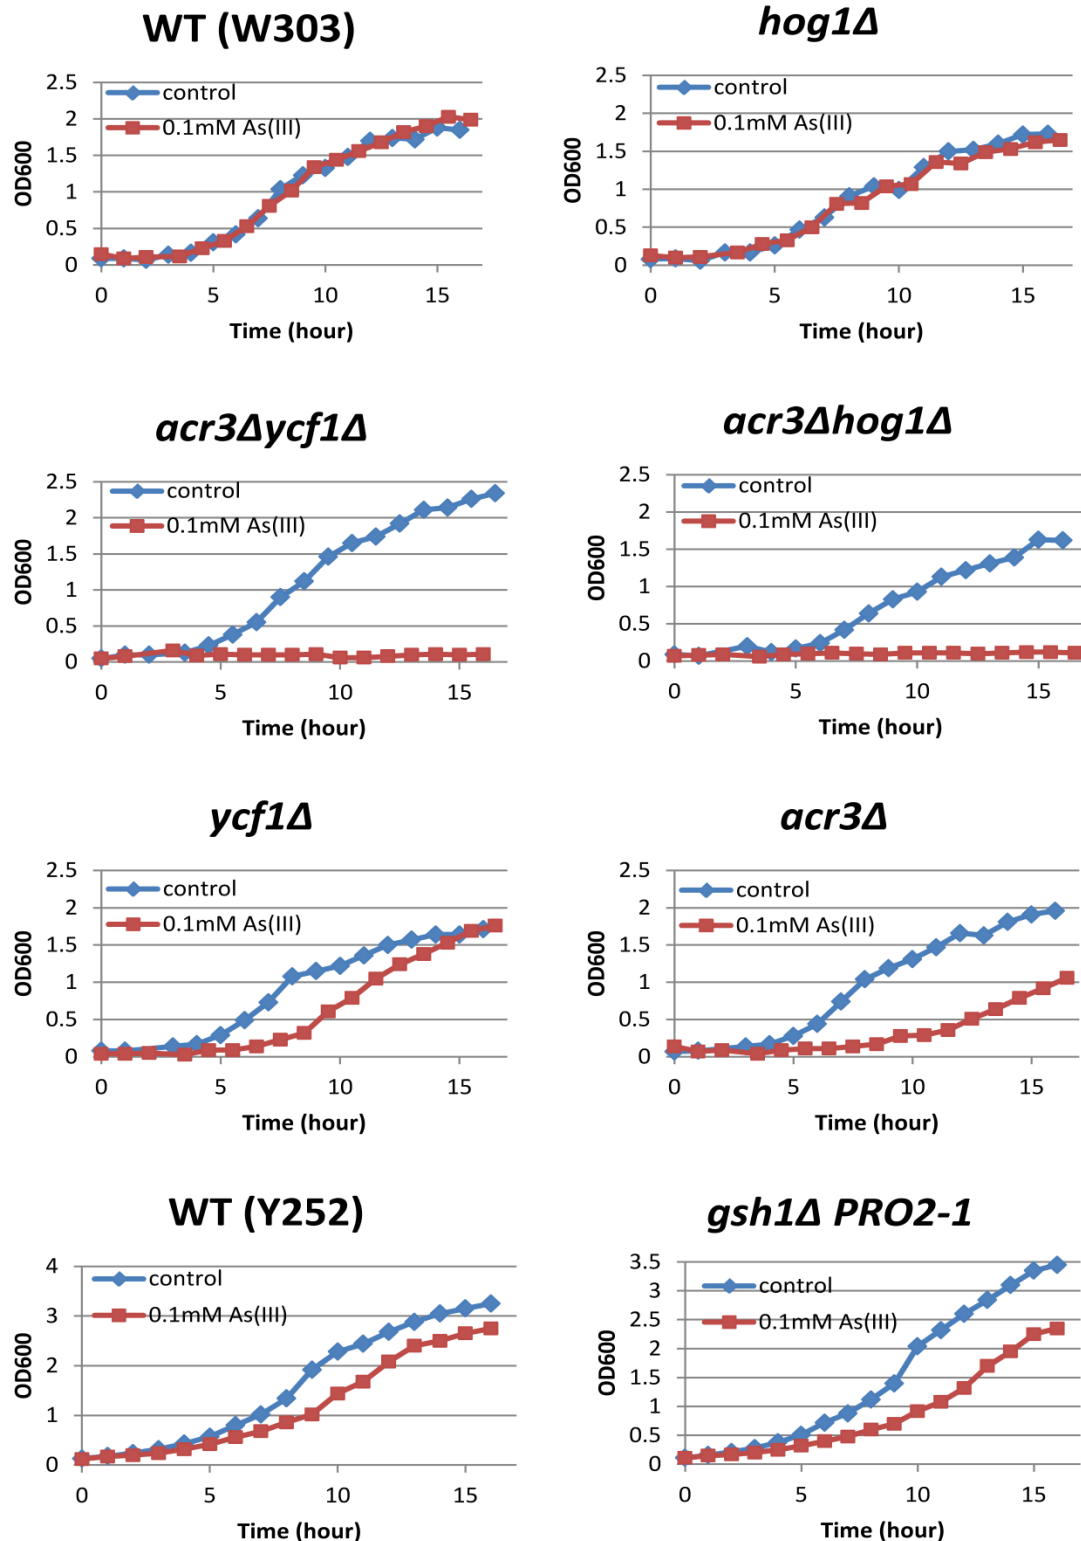 WT (W303)
2.5
2
1.5
1
0.5
0
OD600
control
0.1mM As(III)
0 5 10 15
Time (hour)
hog1Δ
2.5
2
1.5
1
0.5
0
OD600
control
0.1mM As(III)
0 5 10 15
Time (hour)
acr3Δycf1Δ
2.5
2
1.5
1
0.5
0
OD600
control
0.1mM As(III)
0 5 10 15
Time (hour)
acr3Δhog1Δ
2.5
2
1.5
1
0.5
0
OD600
control
0.1mM As(III)
0 5 10 15
Time (hour)
ycf1Δ
2.5
2
1.5
1
0.5
0
OD600
control
0.1mM As(III)
0 5 10 15
Time (hour)
acr3Δ
2.5
2
1.5
1
0.5
0
OD600
control
0.1mM As(III)
0 5 10 15
Time (hour)
WT (Y252)
4
3
2
1
0
OD600
control
0.1mM As(III)
0 5 10 15
Time (hour)
gsh1Δ PRO2-1
3.5
3
2.5
2
1.5
1
0.5
0
OD600
control
0.1mM As(III)
0 5 10 15
Time (hour)